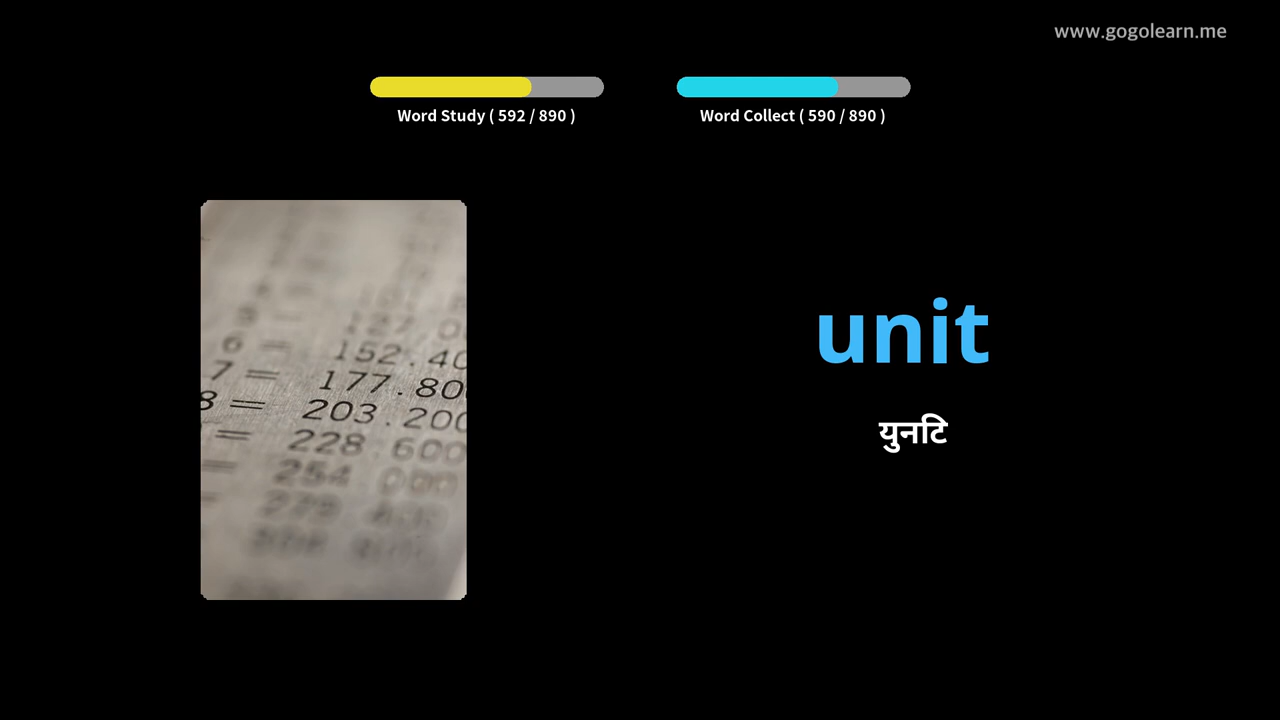 www.gogolearn.me
Word Study ( 592 / 890 )
Word Collect ( 590 / 890 )
6 = 152.40
7 = 177.80
8 = 203.200
= 228.600
= 254
unit
युनटि